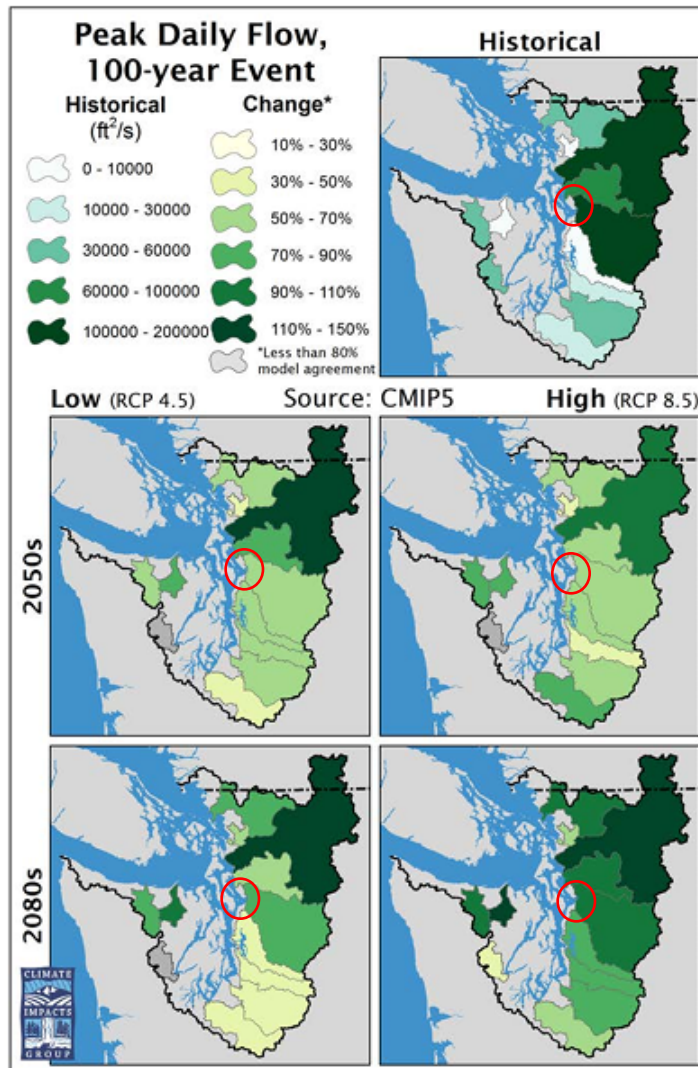 Peak Daily Flow,
100-year Event
Historical
(ft²/s)
0 - 10000
10000 - 30000
30000 - 60000
60000 - 100000
100000 - 200000
Change*
10% - 30%
30% - 50%
50% - 70%
70% - 90%
90% - 110%
110% - 150%
*Less than 80%
model agreement
Historical
Low (RCP 4.5)
Source: CMIP5
High (RCP 8.5)
2050s
2080s
CLIMATE
IMPACTS
GROUP